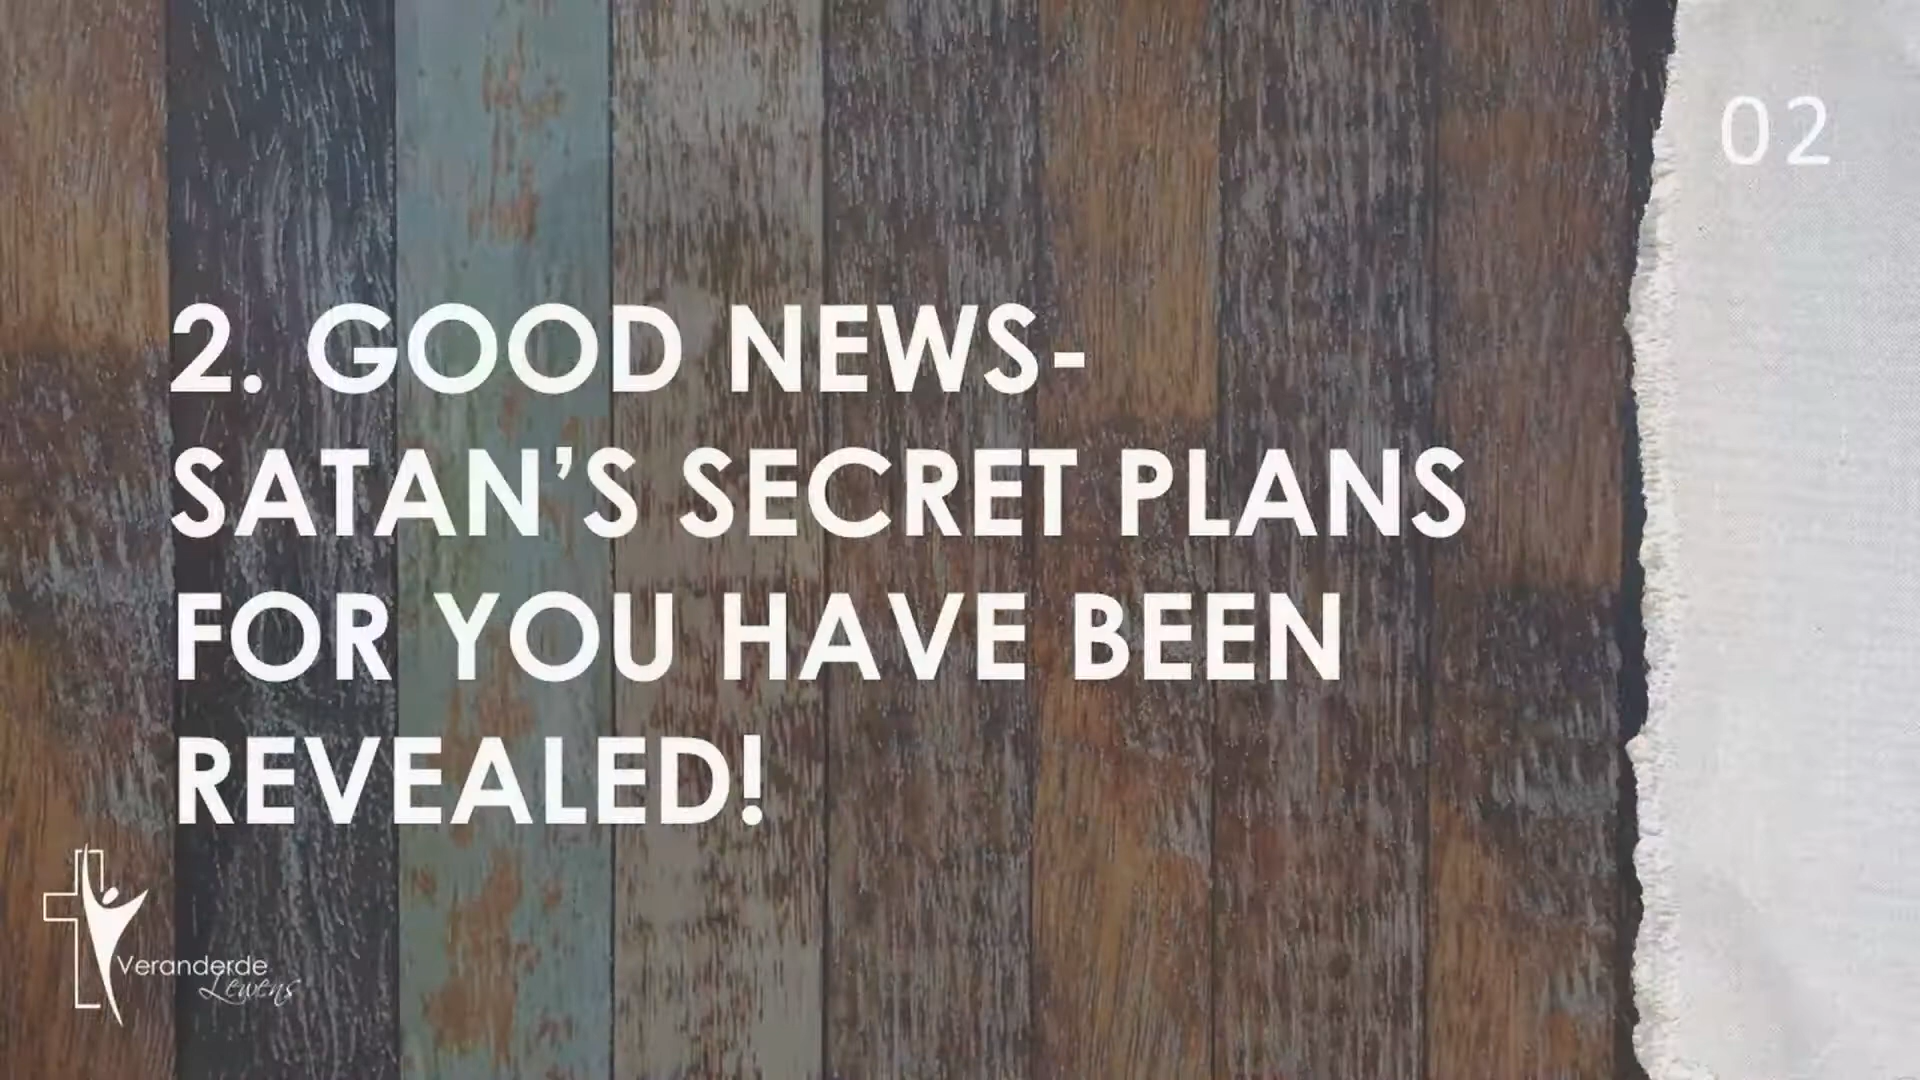 02
2. GOOD NEWS-
SATAN’S SECRET PLANS
FOR YOU HAVE BEEN
REVEALED!
Veranderde
Lewens